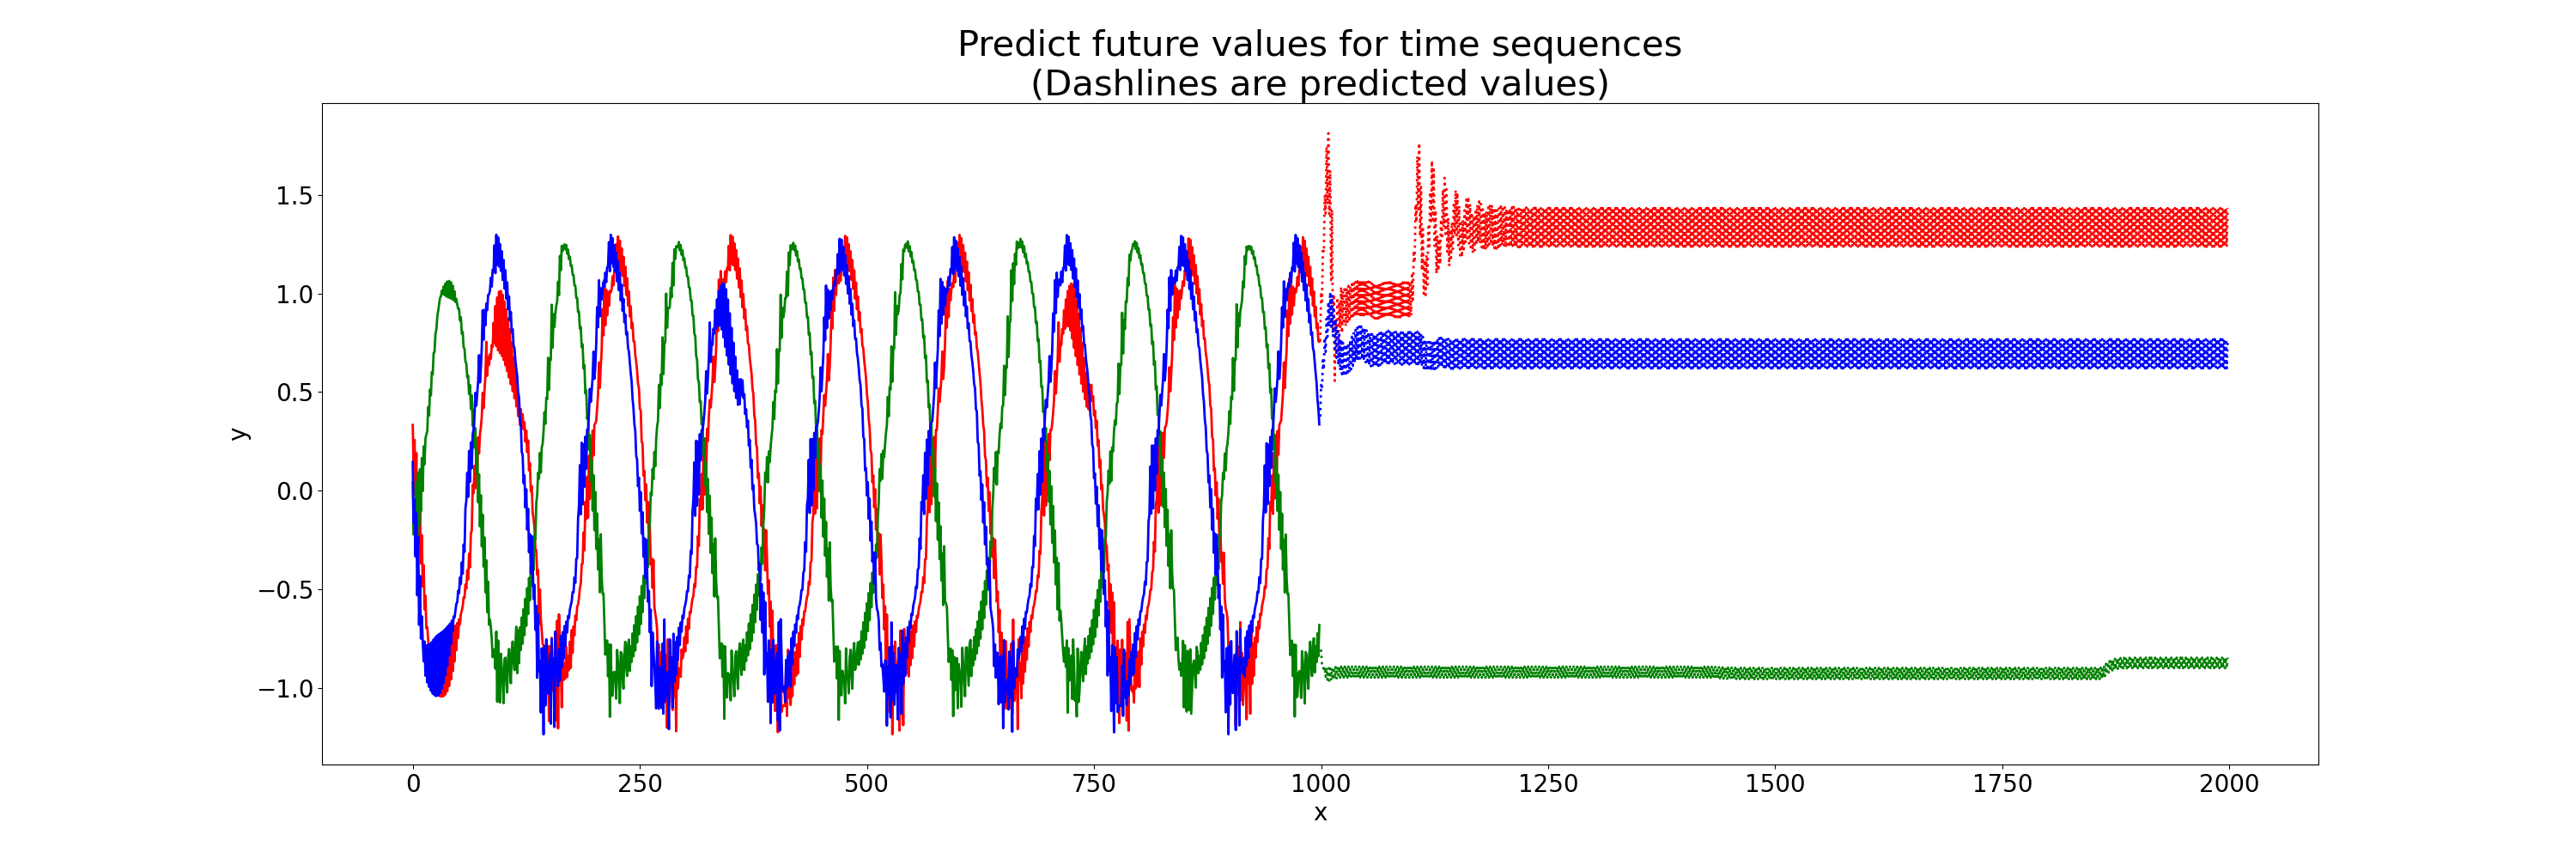 Predict future values for time sequences
(Dashlines are predicted values)
1.5
1.0
0.5
0.0
−0.5
−1.0
y
0 250 500 750 1000 1250 1500 1750 2000
x